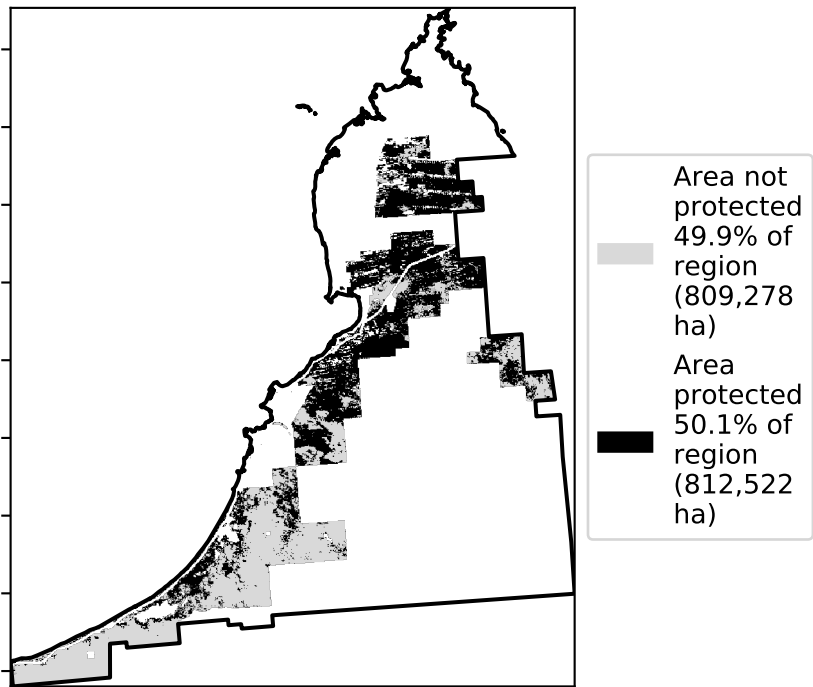 Area not
protected
49.9% of
region
(809,278
ha)
Area
protected
50.1% of
region
(812,522
ha)